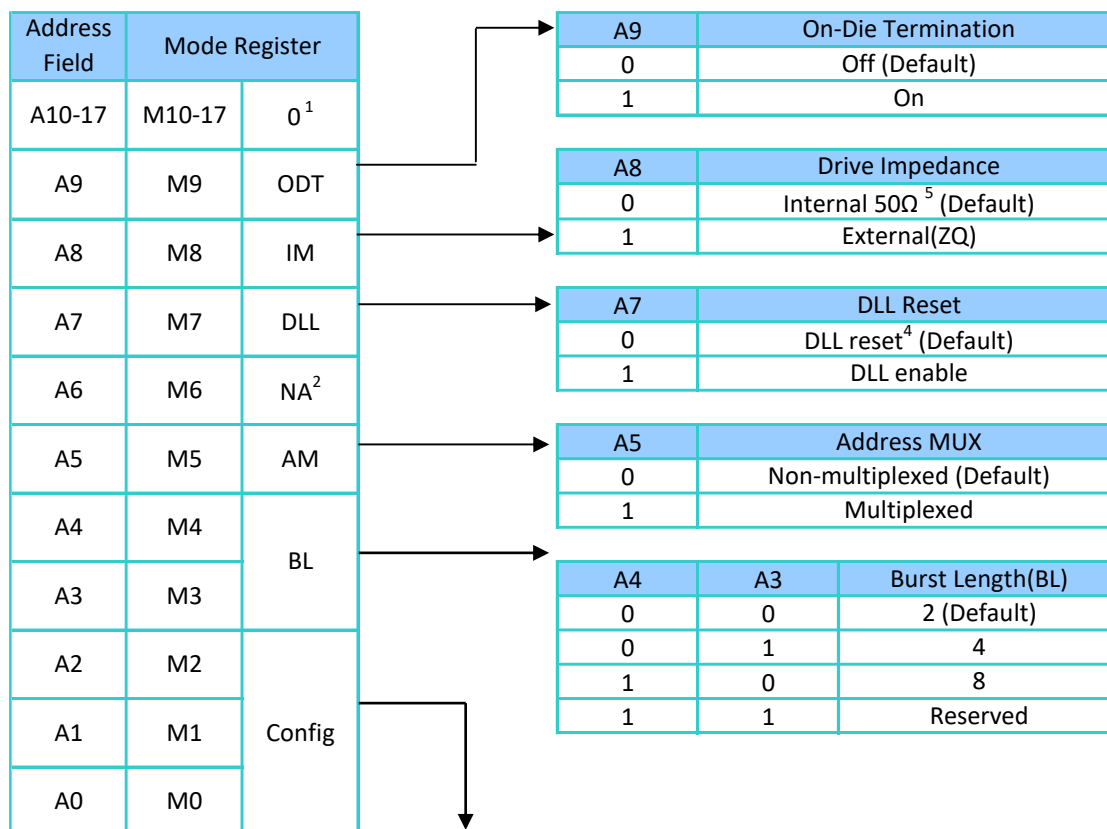 Address Field Mode Register
A10-17 M10-17 0¹
A9 M9 ODT
A8 M8 IM
A7 M7 DLL
A6 M6 NA²
A5 M5 AM
A4 M4 BL
A3 M3
A2 M2 Config
A1 M1
A0 M0
A9 On-Die Termination
0 Off (Default)
1 On
A8 Drive Impedance
0 Internal 50Ω ⁵ (Default)
1 External(ZQ)
A7 DLL Reset
0 DLL reset⁴ (Default)
1 DLL enable
A5 Address MUX
0 Non-multiplexed (Default)
1 Multiplexed
A4 A3 Burst Length(BL)
0 0 2 (Default)
0 1 4
1 0 8
1 1 Reserved